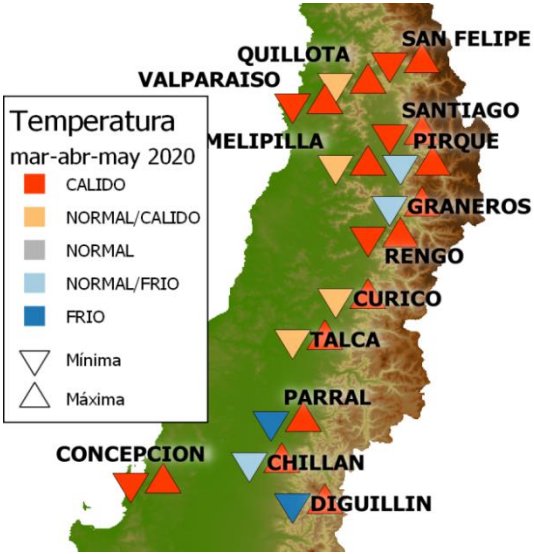 SAN FELIPE
QUILLOTA
VALPARAISO
SANTIAGO
MELIPILLA
PIRQUE
GRANEROS
RENGO
CURICO
TALCA
PARRAL
CONCEPCION
CHILLAN
DIGUILLIN
Temperatura
mar-abr-may 2020
CALIDO
NORMAL/CALIDO
NORMAL
NORMAL/FRIO
FRIO
Mínima
Máxima